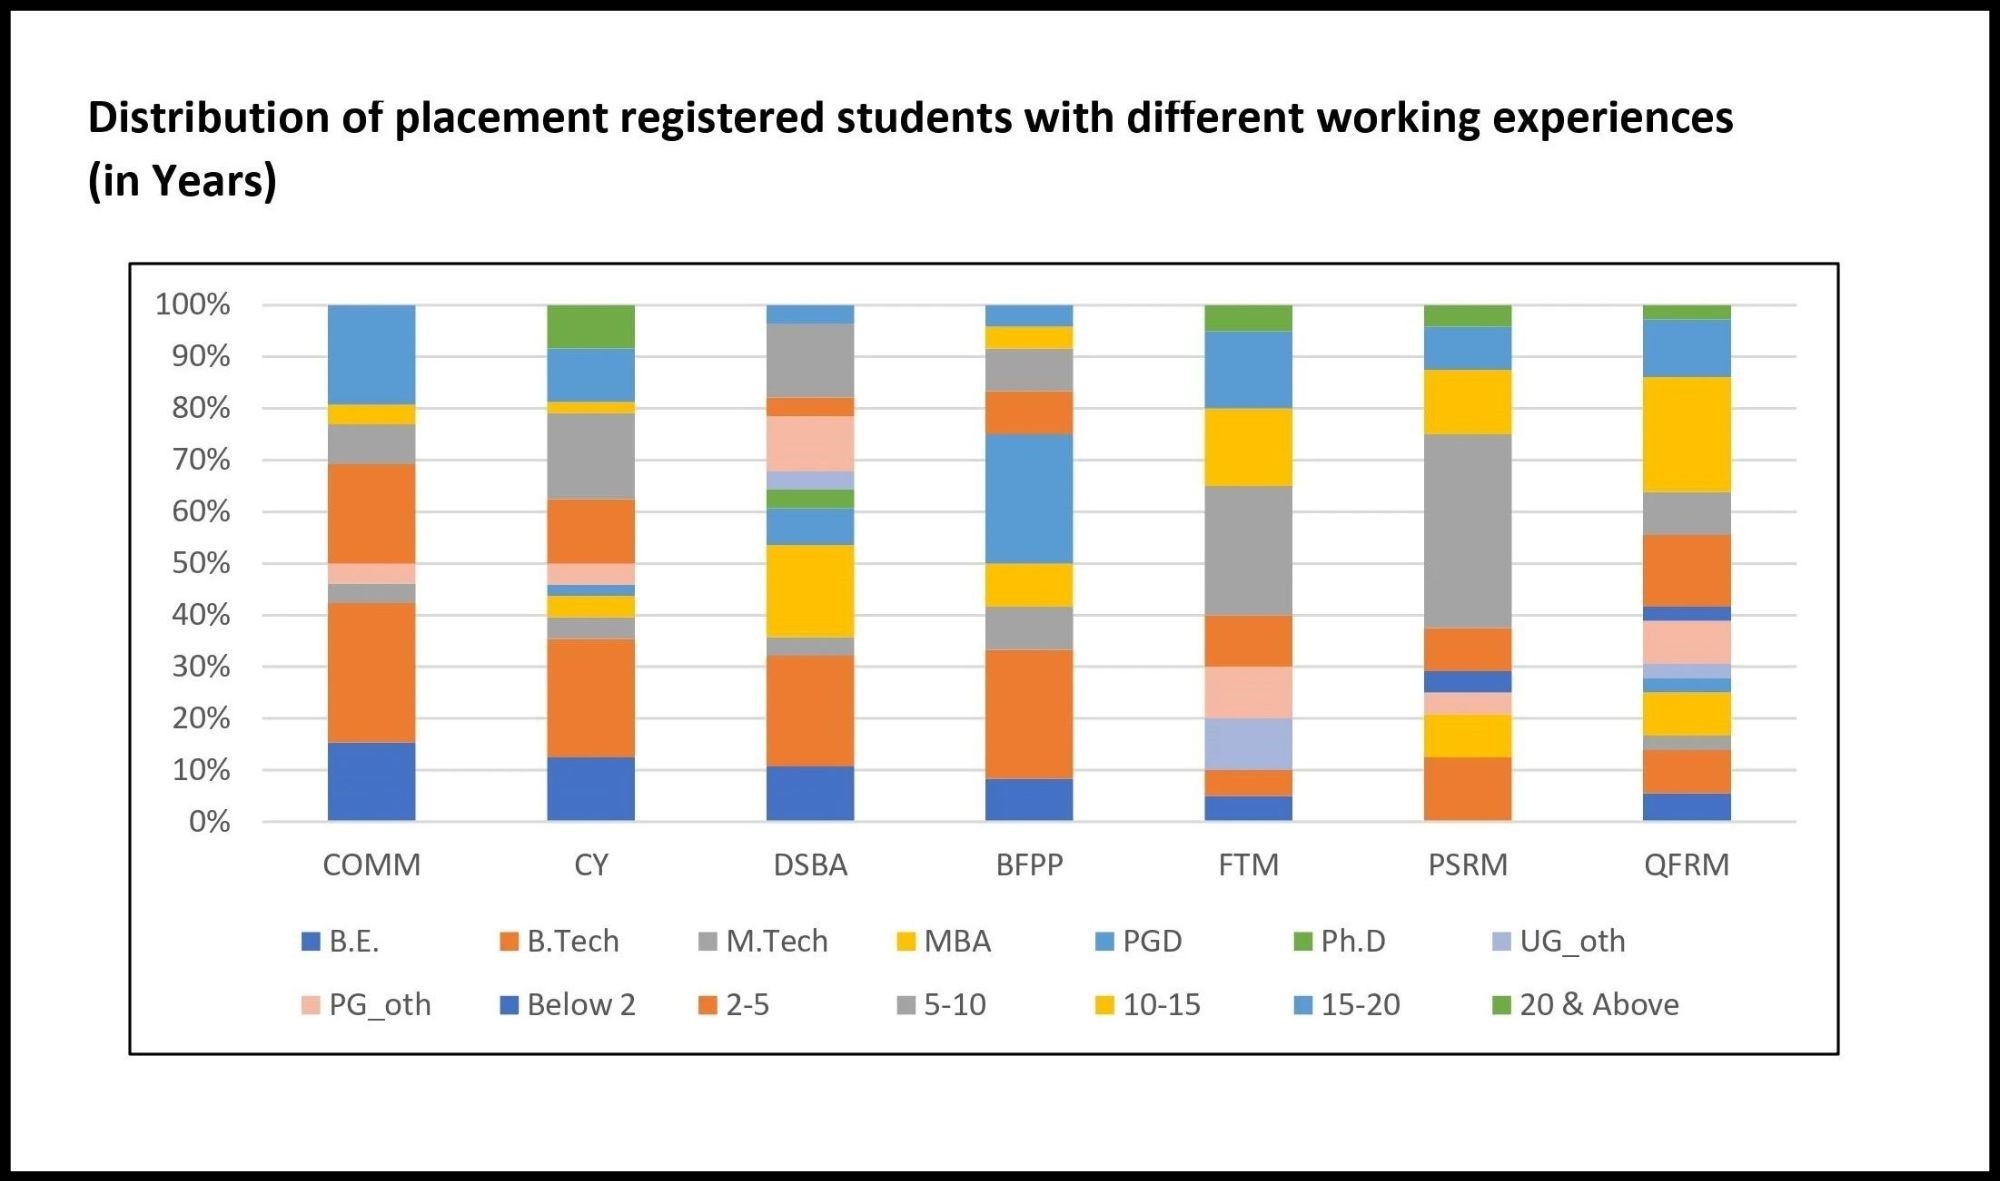 Distribution of placement registered students with different working experiences
(in Years)
100%
90%
80%
70%
60%
50%
40%
30%
20%
10%
0%
COMM CY DSBA BFPP FTM PSRM QFRM
B.E. B.Tech M.Tech MBA PGD Ph.D UG_oth
PG_oth Below 2 2-5 5-10 10-15 15-20 20 & Above